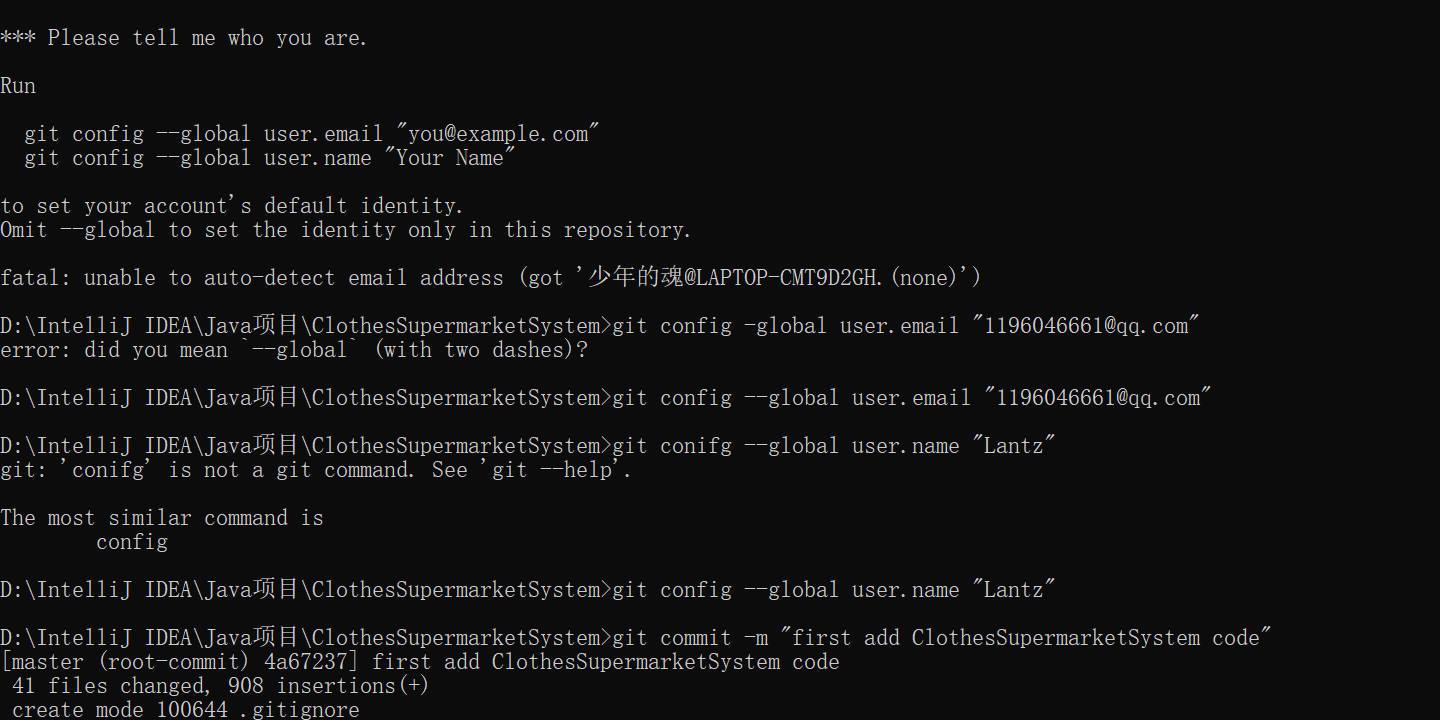 *** Please tell me who you are.
Run
git config --global user.email "you@example.com"
git config --global user.name "Your Name"
to set your account's default identity.
Omit --global to set the identity only in this repository.
fatal: unable to auto-detect email address (got '少年的魂@LAPTOP-CMT9D2GH.(none)')
D:\IntelliJ IDEA\Java项目\ClothesSupermarketSystem>git config -global user.email "1196046661@qq.com"
error: did you mean `--global` (with two dashes)?
D:\IntelliJ IDEA\Java项目\ClothesSupermarketSystem>git config --global user.email "1196046661@qq.com"
D:\IntelliJ IDEA\Java项目\ClothesSupermarketSystem>git conifg --global user.name "Lantz"
git: 'conifg' is not a git command. See 'git --help'.
The most similar command is
config
D:\IntelliJ IDEA\Java项目\ClothesSupermarketSystem>git config --global user.name "Lantz"
D:\IntelliJ IDEA\Java项目\ClothesSupermarketSystem>git commit -m "first add ClothesSupermarketSystem code"
[master (root-commit) 4a67237] first add ClothesSupermarketSystem code
41 files changed, 908 insertions(+)
create mode 100644 .gitignore